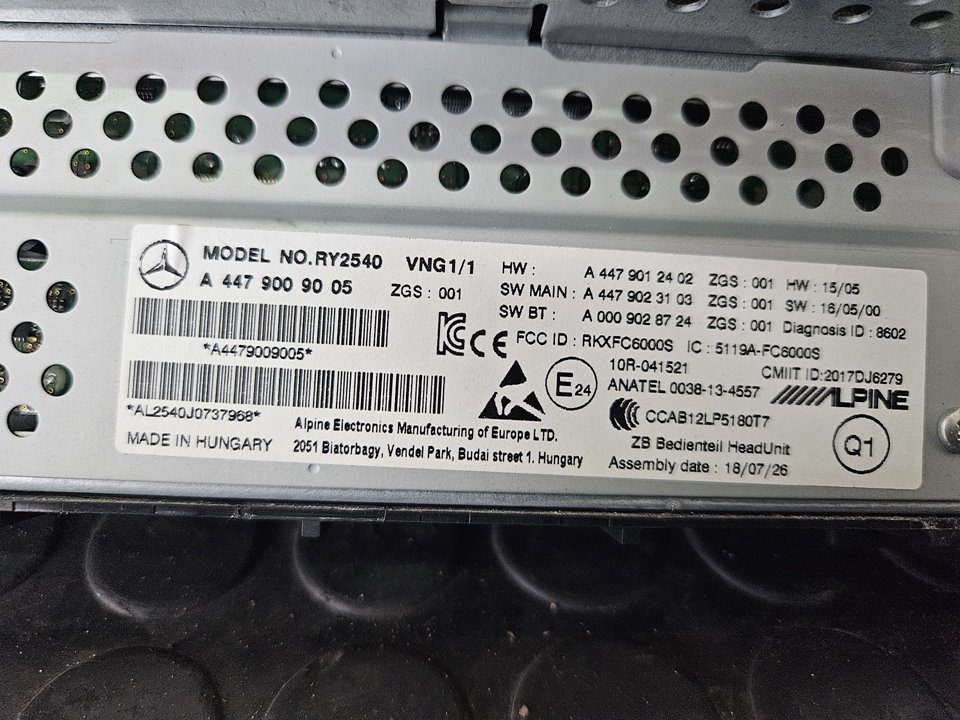 MODEL NO.RY2540 VNG1/1
A 447 900 90 05 ZGS : 001
*A4479009005*
*AL2540J0737968*
MADE IN HUNGARY
HW : A 447 901 24 02 ZGS : 001 HW : 15/05
SW MAIN : A 447 902 31 03 ZGS : 001 SW : 16/05/00
SW BT : A 000 902 87 24 ZGS : 001 Diagnosis ID : 8602
FCC ID : RKXFC6000S IC : 5119A-FC6000S
10R-041521 CMIIT ID:2017DJ6279
E24
ANATEL 0038-13-4557 ALPINE
CCAB12LP5180T7
Alpine Electronics Manufacturing of Europe LTD.
2051 Biatorbagy, Vendel Park, Budai street 1. Hungary
ZB Bedienteil HeadUnit
Assembly date : 18/07/26
Q1